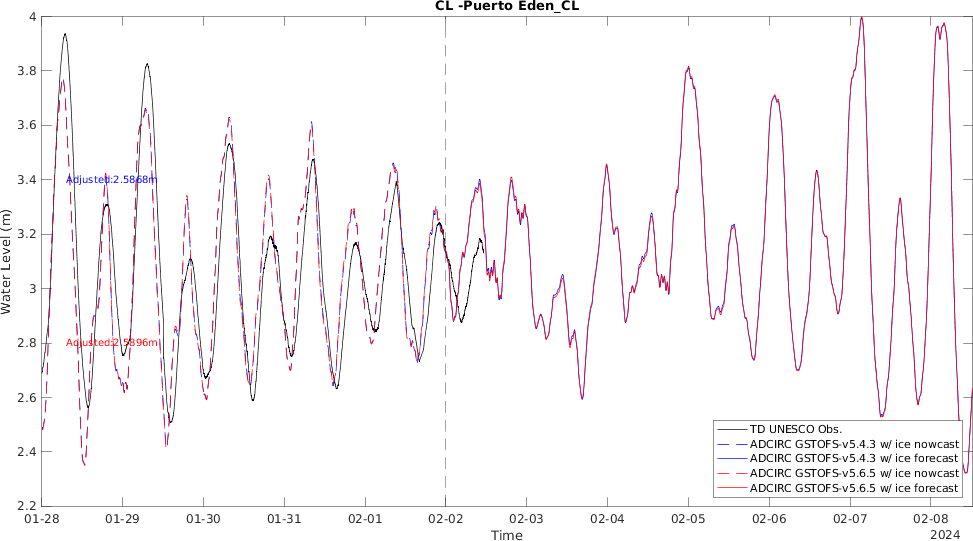 CL -Puerto Eden_CL
4
3.8
3.6
3.4
3.2
3
2.8
2.6
2.4
2.2
Water Level (m)
Adjusted:2.5868m
Adjusted:2.5896m
TD UNESCO Obs.
ADCIRC GSTOFS-v5.4.3 w/ ice nowcast
ADCIRC GSTOFS-v5.4.3 w/ ice forecast
ADCIRC GSTOFS-v5.6.5 w/ ice nowcast
ADCIRC GSTOFS-v5.6.5 w/ ice forecast
01-28 01-29 01-30 01-31 02-01 02-02 02-03 02-04 02-05 02-06 02-07 02-08
Time
2024